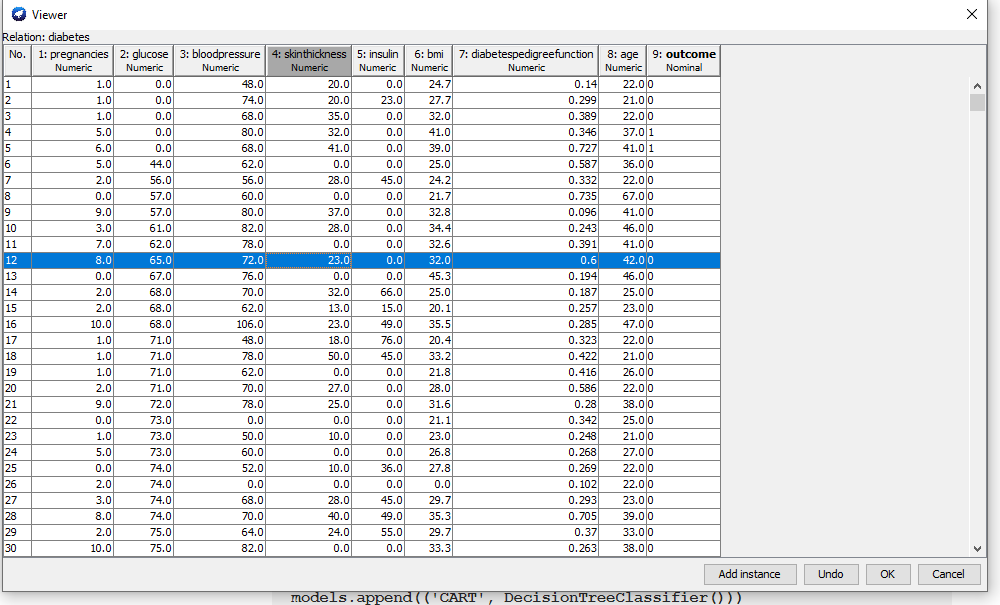 Viewer
Relation: diabetes
No. 1: pregnancies 2: glucose 3: bloodpressure 4: skinthickness 5: insulin 6: bmi 7: diabetespedigreefunction 8: age 9: outcome
Numeric Numeric Numeric Numeric Numeric Numeric Numeric Numeric Nominal
1 1.0 0.0 48.0 20.0 0.0 24.7 0.14 22.0 0
2 1.0 0.0 74.0 20.0 23.0 27.7 0.299 21.0 0
3 1.0 0.0 68.0 35.0 0.0 32.0 0.389 22.0 0
4 5.0 0.0 80.0 32.0 0.0 41.0 0.346 37.0 1
5 6.0 0.0 68.0 41.0 0.0 39.0 0.727 41.0 1
6 5.0 44.0 62.0 0.0 0.0 25.0 0.587 36.0 0
7 2.0 56.0 56.0 28.0 45.0 24.2 0.332 22.0 0
8 0.0 57.0 60.0 0.0 0.0 21.7 0.735 67.0 0
9 9.0 57.0 80.0 37.0 0.0 32.8 0.096 41.0 0
10 3.0 61.0 82.0 28.0 0.0 34.4 0.243 46.0 0
11 7.0 62.0 78.0 0.0 0.0 32.6 0.391 41.0 0
12 8.0 65.0 72.0 23.0 0.0 32.0 0.6 42.0 0
13 0.0 67.0 76.0 0.0 0.0 45.3 0.194 46.0 0
14 2.0 68.0 70.0 32.0 66.0 25.0 0.187 25.0 0
15 2.0 68.0 62.0 13.0 15.0 20.1 0.257 23.0 0
16 10.0 68.0 106.0 23.0 49.0 35.5 0.285 47.0 0
17 1.0 71.0 48.0 18.0 76.0 20.4 0.323 22.0 0
18 1.0 71.0 78.0 50.0 45.0 33.2 0.422 21.0 0
19 1.0 71.0 62.0 0.0 0.0 21.8 0.416 26.0 0
20 2.0 71.0 70.0 27.0 0.0 28.0 0.586 22.0 0
21 9.0 72.0 78.0 25.0 0.0 31.6 0.28 38.0 0
22 0.0 73.0 0.0 0.0 0.0 21.1 0.342 25.0 0
23 1.0 73.0 50.0 10.0 0.0 23.0 0.248 21.0 0
24 5.0 73.0 60.0 0.0 0.0 26.8 0.268 27.0 0
25 0.0 74.0 52.0 10.0 36.0 27.8 0.269 22.0 0
26 2.0 74.0 0.0 0.0 0.0 0.0 0.102 22.0 0
27 3.0 74.0 68.0 28.0 45.0 29.7 0.293 23.0 0
28 8.0 74.0 70.0 40.0 49.0 35.3 0.705 39.0 0
29 2.0 75.0 64.0 24.0 55.0 29.7 0.37 33.0 0
30 10.0 75.0 82.0 0.0 0.0 33.3 0.263 38.0 0
Add instance Undo OK Cancel
models.append(('CART', DecisionTreeClassifier()))